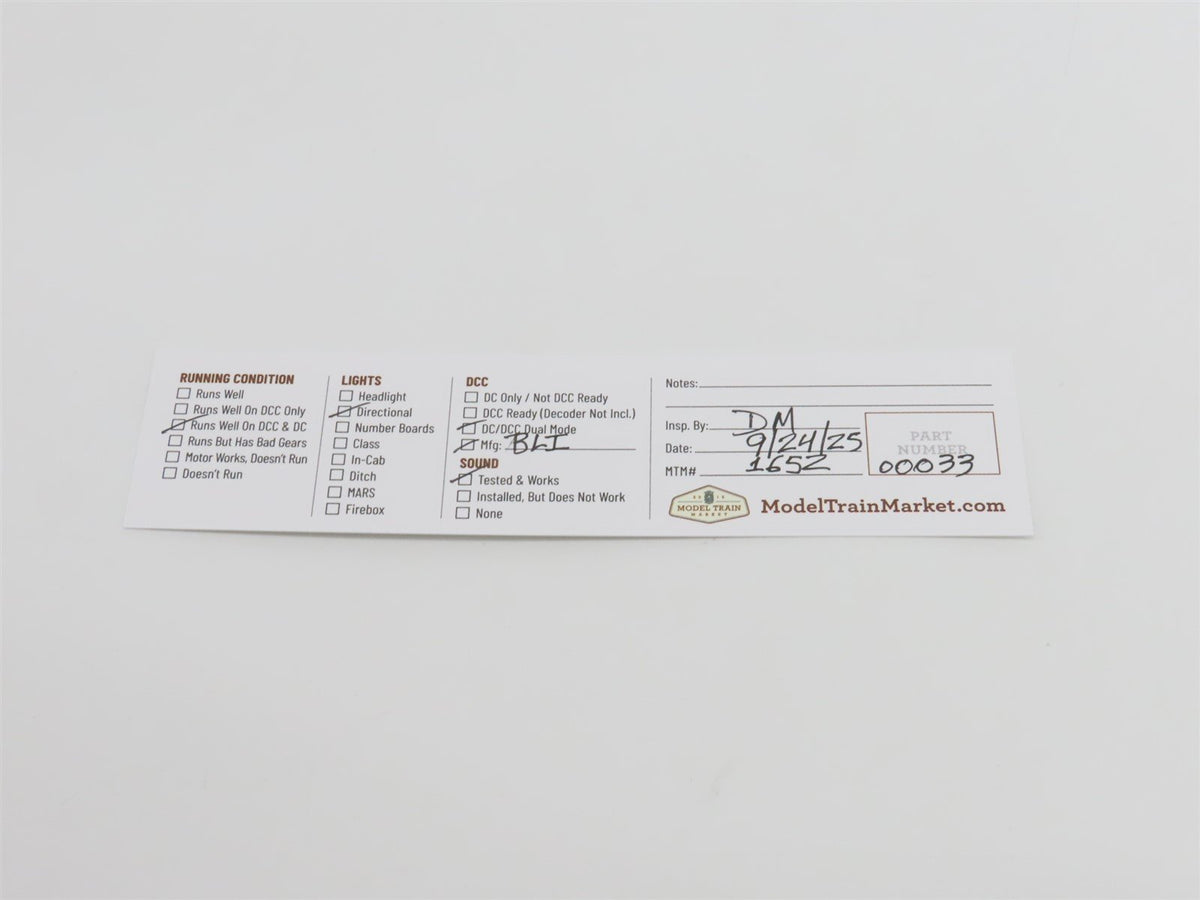 RUNNING CONDITION
Runs Well
Runs Well On DCC Only
Runs Well On DCC & DC
Runs But Has Bad Gears
Motor Works, Doesn't Run
Doesn't Run
LIGHTS
Headlight
Directional
Number Boards
Class
In-Cab
Ditch
MARS
Firebox
DCC
DC Only / Not DCC Ready
DCC Ready (Decoder Not Incl.)
DC/DCC Dual Mode
Mfg: BLI
SOUND
Tested & Works
Installed, But Does Not Work
None
Notes:
Insp. By: DM
Date: 9/24/25
MTM# 1652
PART
NUMBER
00033
MODEL TRAIN
MARKET
ModelTrainMarket.com